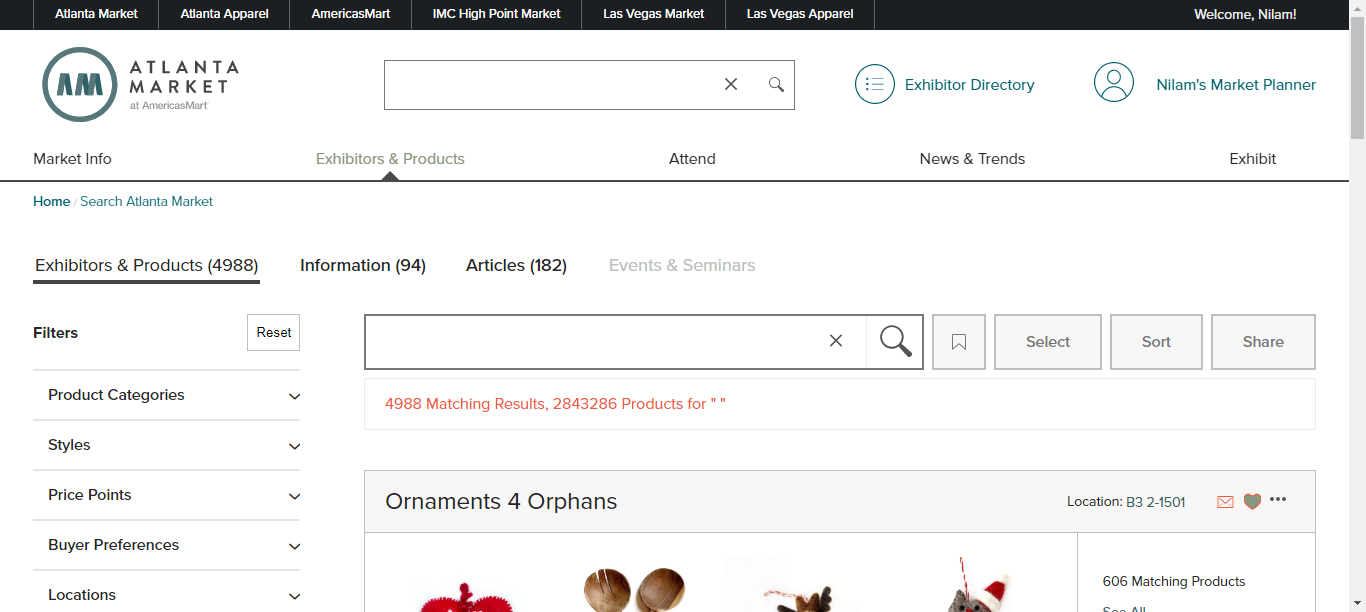 Atlanta Market Atlanta Apparel AmericasMart IMC High Point Market Las Vegas Market Las Vegas Apparel Welcome, Nilam!
AM ATLANTA
MARKET
at AmericasMart
Exhibitor Directory Nilam's Market Planner
Market Info Exhibitors & Products Attend News & Trends Exhibit
Home / Search Atlanta Market
Exhibitors & Products (4988) Information (94) Articles (182) Events & Seminars
Filters Reset Select Sort Share
Product Categories
4988 Matching Results, 2843286 Products for " "
Styles
Price Points
Ornaments 4 Orphans Location: B3 2-1501
Buyer Preferences
Locations
606 Matching Products
See All